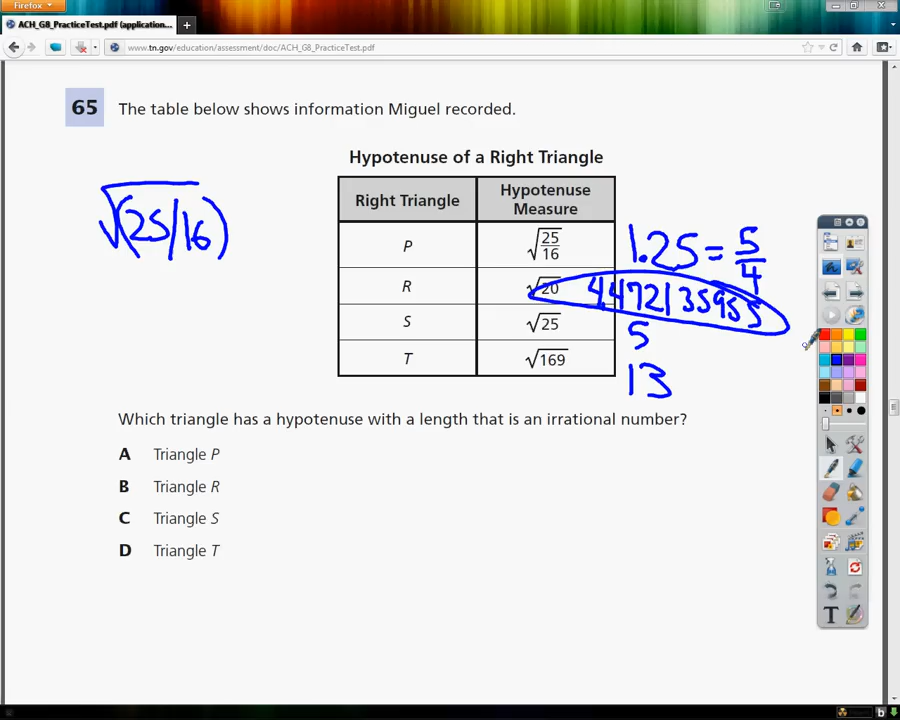 Firefox
ACH_G8_PracticeTest.pdf (application...
www.tn.gov/education/assessment/doc/ACH_G8_PracticeTest.pdf
65 The table below shows information Miguel recorded.
Hypotenuse of a Right Triangle
Right Triangle Hypotenuse Measure
P √25/16 1.25 = 5/4
R √20 4.472135955
S √25 5
T √169 13
√(25/16)
Which triangle has a hypotenuse with a length that is an irrational number?
A Triangle P
B Triangle R
C Triangle S
D Triangle T